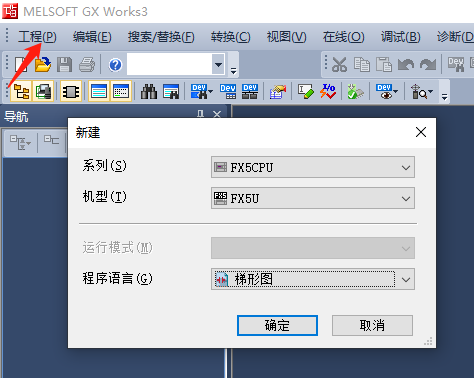 MELSOFT GX Works3
工程(P) 编辑(E) 搜索/替换(F) 转换(C) 视图(V) 在线(O) 调试(B) 诊断(D
导航
新建
系列(S) FX5CPU
机型(T) FX5U
运行模式(M)
程序语言(G) 梯形图
确定 取消